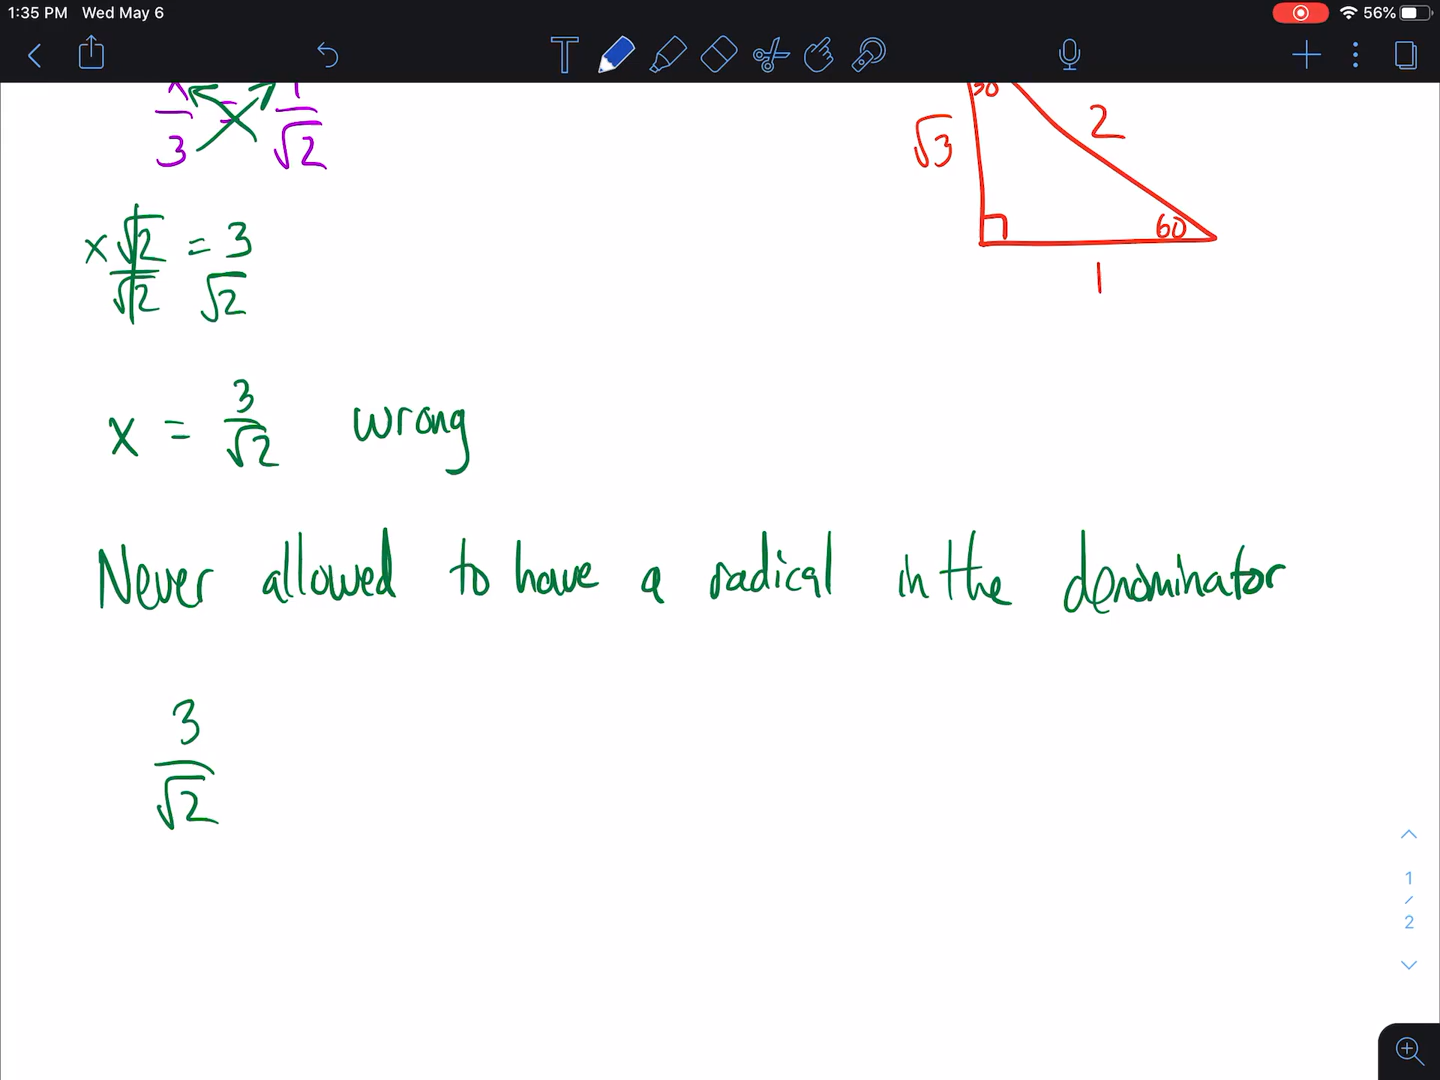 1:35 PM Wed May 6
56%
x/3 = 1/√2
30
√3
2
60
1
x√2/√2 = 3/√2
x = 3/√2 wrong
Never allowed to have a radical in the denominator
3/√2
1
/
2